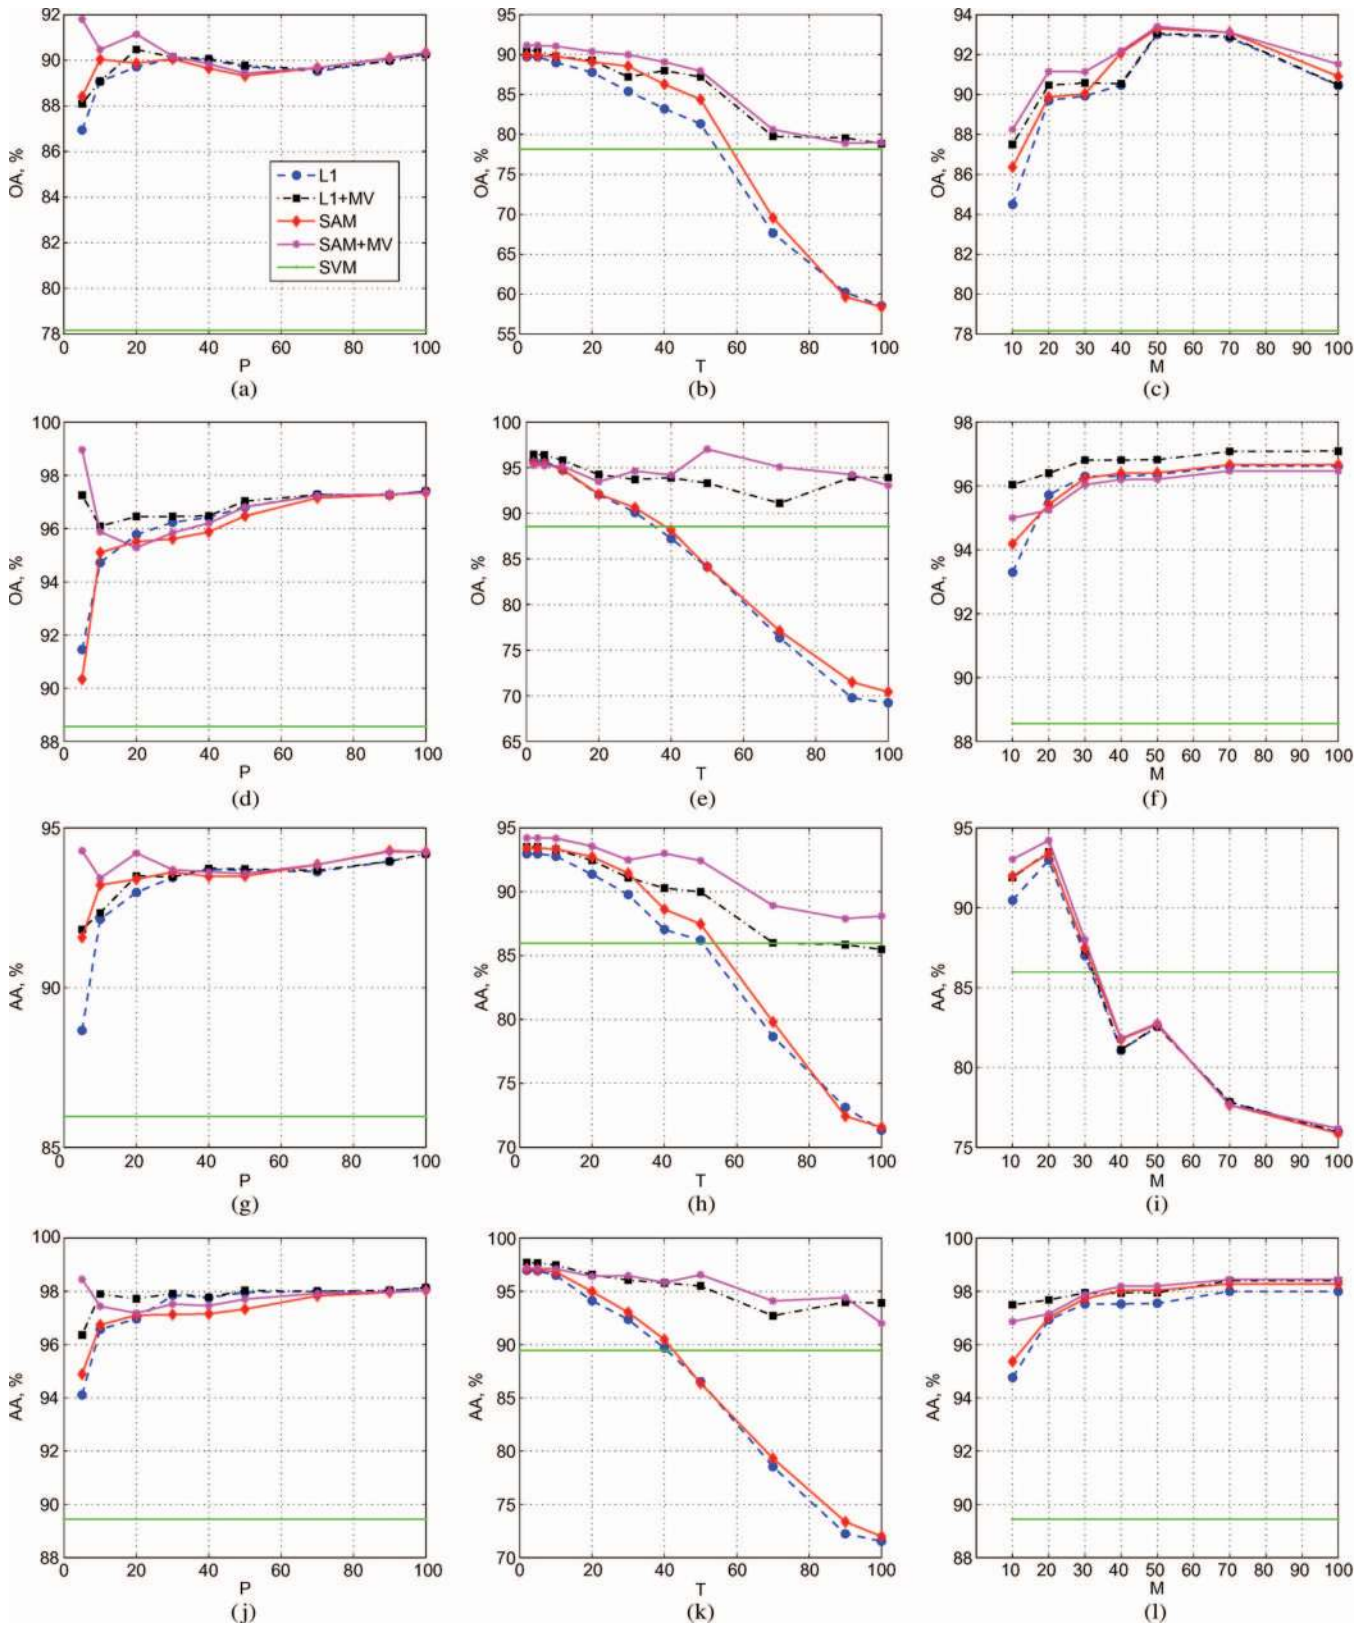 92
90
88
86
84
82
80
78
OA, %
0 20 40 60 80 100
P
L1
L1+MV
SAM
SAM+MV
SVM
(a)
95
90
85
80
75
70
65
60
55
OA, %
0 20 40 60 80 100
T
(b)
94
92
90
88
86
84
82
80
78
OA, %
10 20 30 40 50 60 70 80 90 100
M
(c)
100
98
96
94
92
90
88
OA, %
0 20 40 60 80 100
P
(d)
100
95
90
85
80
75
70
65
OA, %
0 20 40 60 80 100
T
(e)
98
96
94
92
90
88
OA, %
10 20 30 40 50 60 70 80 90 100
M
(f)
95
90
85
AA, %
0 20 40 60 80 100
P
(g)
95
90
85
80
75
70
AA, %
0 20 40 60 80 100
T
(h)
95
90
85
80
75
AA, %
10 20 30 40 50 60 70 80 90 100
M
(i)
100
98
96
94
92
90
88
AA, %
0 20 40 60 80 100
P
(j)
100
95
90
85
80
75
70
AA, %
0 20 40 60 80 100
T
(k)
100
98
96
94
92
90
88
AA, %
10 20 30 40 50 60 70 80 90 100
M
(l)